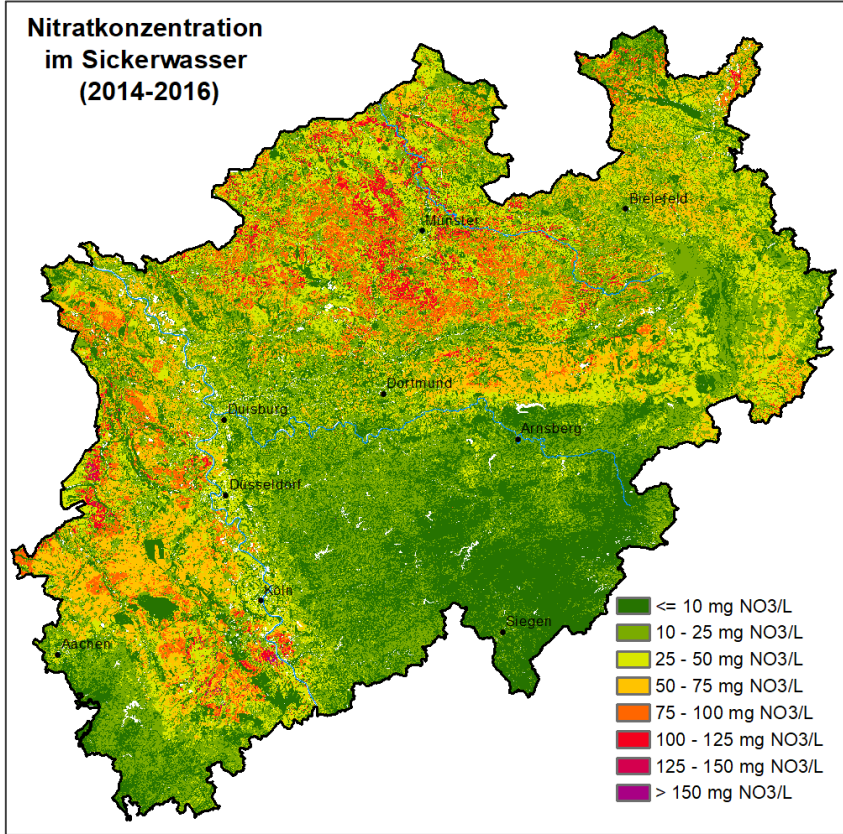 Nitratkonzentration
im Sickerwasser
(2014-2016)
Bielefeld
Münster
Dortmund
Duisburg
Arnsberg
Düsseldorf
Köln
Siegen
Aachen
<= 10 mg NO3/L
10 - 25 mg NO3/L
25 - 50 mg NO3/L
50 - 75 mg NO3/L
75 - 100 mg NO3/L
100 - 125 mg NO3/L
125 - 150 mg NO3/L
> 150 mg NO3/L